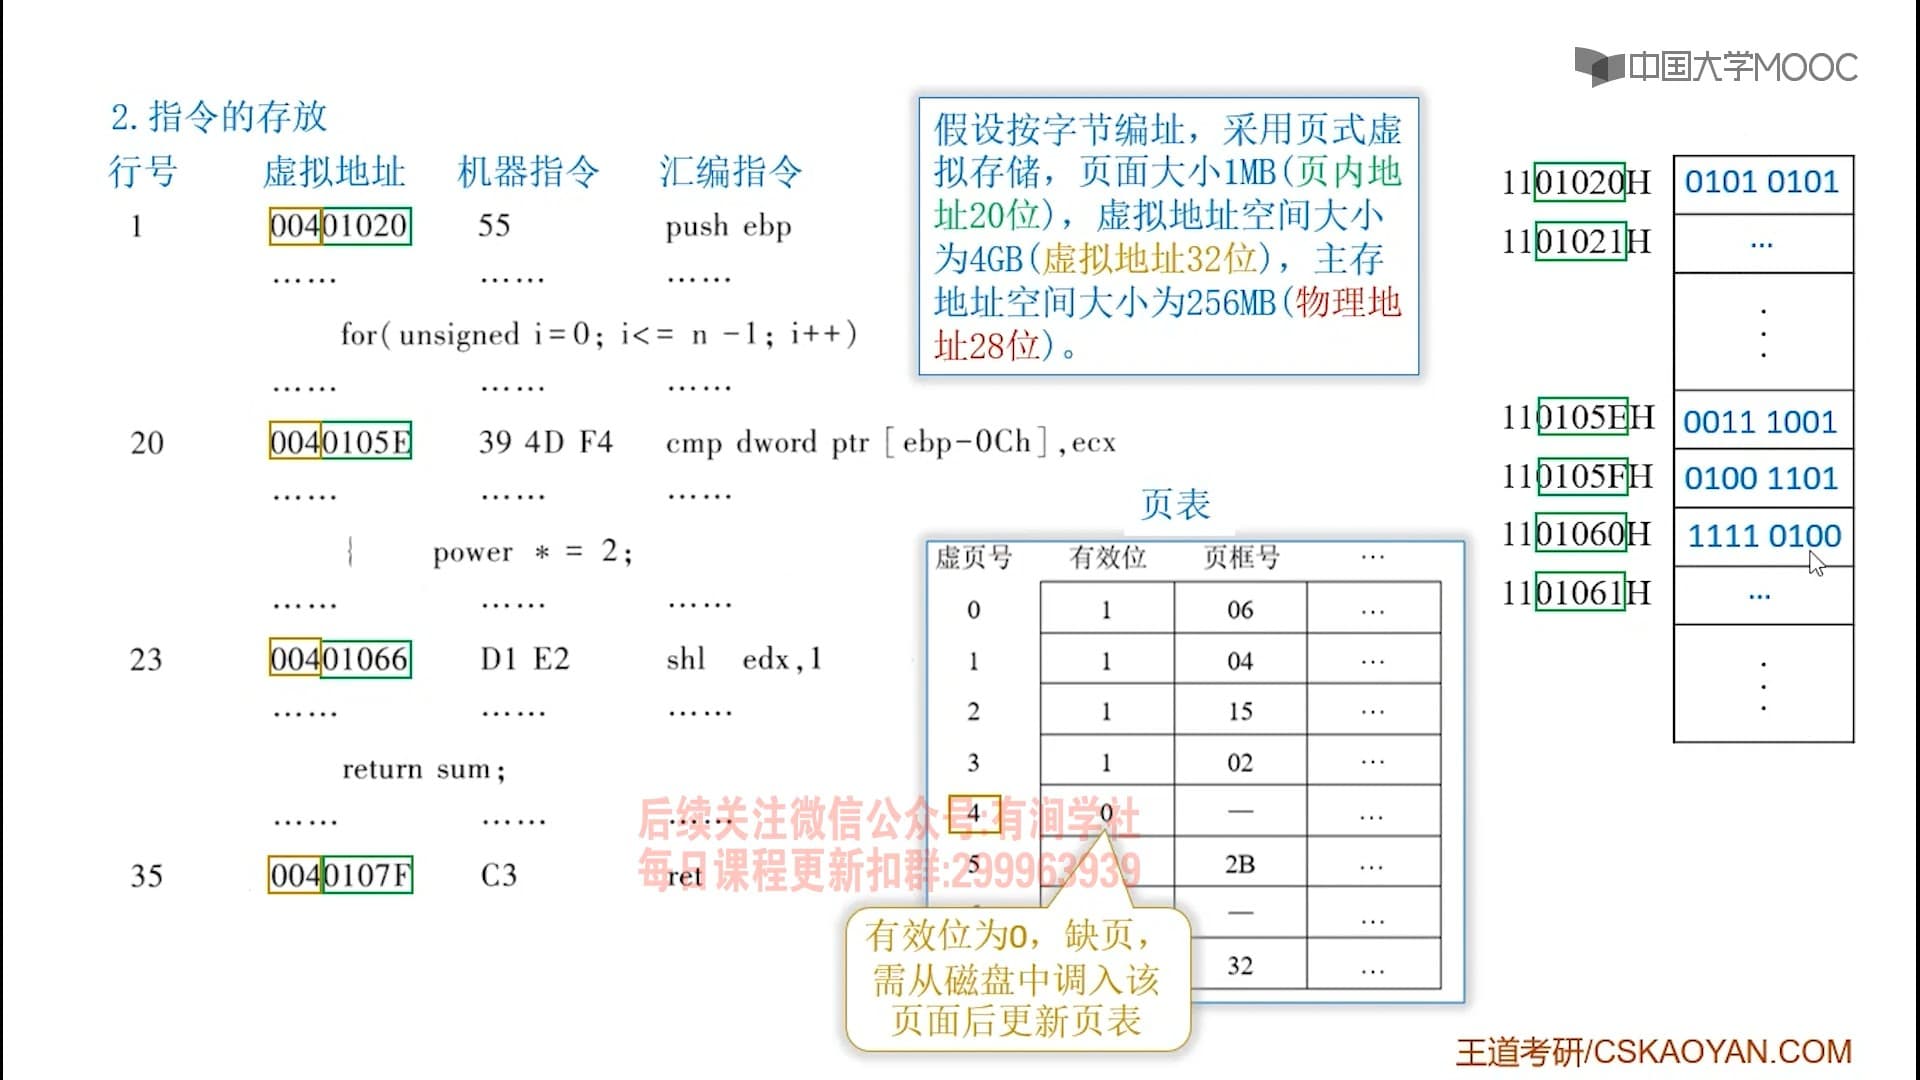 中国大学MOOC
2.指令的存放
行号 虚拟地址 机器指令 汇编指令
1 00401020 55 push ebp
…… …… ……
for(unsigned i=0; i<= n -1; i++)
…… …… ……
20 0040105E 39 4D F4 cmp dword ptr [ebp-0Ch],ecx
…… …… ……
{ power * = 2;
…… …… ……
23 00401066 D1 E2 shl edx,1
…… …… ……
return sum;
…… …… ……
35 0040107F C3 ret
假设按字节编址，采用页式虚
拟存储，页面大小1MB(页内地
址20位)，虚拟地址空间大小
为4GB(虚拟地址32位)，主存
地址空间大小为256MB(物理地
址28位)。
页表
虚页号 有效位 页框号 …
0 1 06 …
1 1 04 …
2 1 15 …
3 1 02 …
4 0 — …
5 2B …
— …
32 …
有效位为0，缺页，
需从磁盘中调入该
页面后更新页表
1101020H 0101 0101
1101021H …
⋮
110105EH 0011 1001
110105FH 0100 1101
1101060H 1111 0100
1101061H …
⋮
后续关注微信公众号:有涧学社
每日课程更新扣群:299963939
王道考研/CSKAOYAN.COM